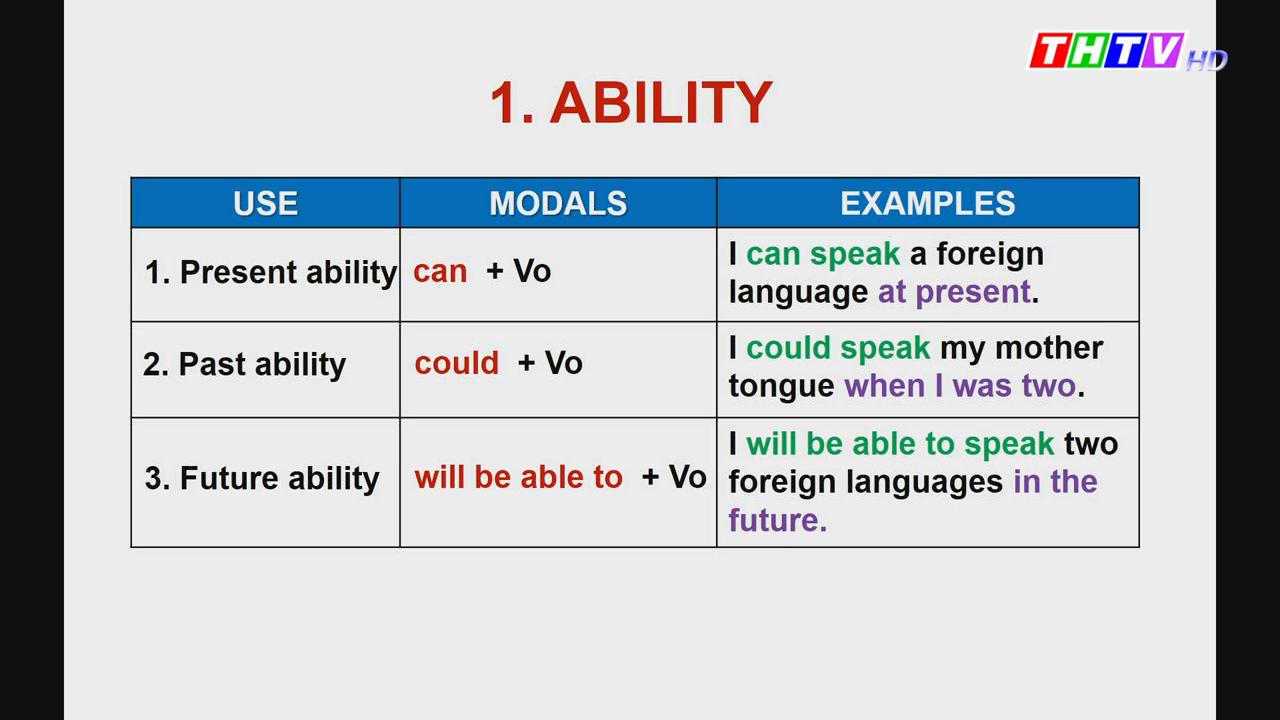 THTV HD
1. ABILITY
USE MODALS EXAMPLES
1. Present ability can + Vo I can speak a foreign
language at present.
2. Past ability could + Vo I could speak my mother
tongue when I was two.
3. Future ability will be able to + Vo I will be able to speak two
foreign languages in the
future.